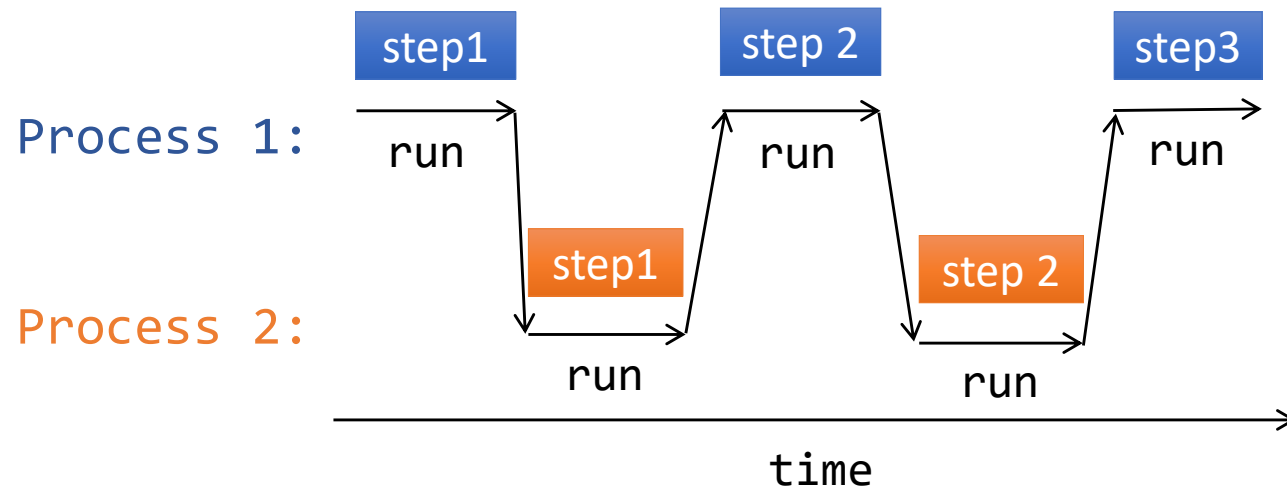 step1
step 2
step3
Process 1:
run
run
run
step1
step 2
Process 2:
run
run
time